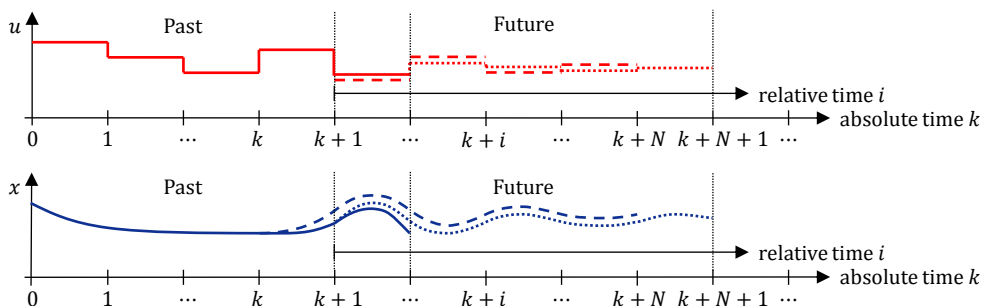 u Past Future
relative time i
absolute time k
0 1 ⋯ k k + 1 ⋯ k + i ⋯ k + N k + N + 1 ⋯
x Past Future
relative time i
0 1 ⋯ k k + 1 ⋯ k + i ⋯ k + N k + N + 1 ⋯
absolute time k